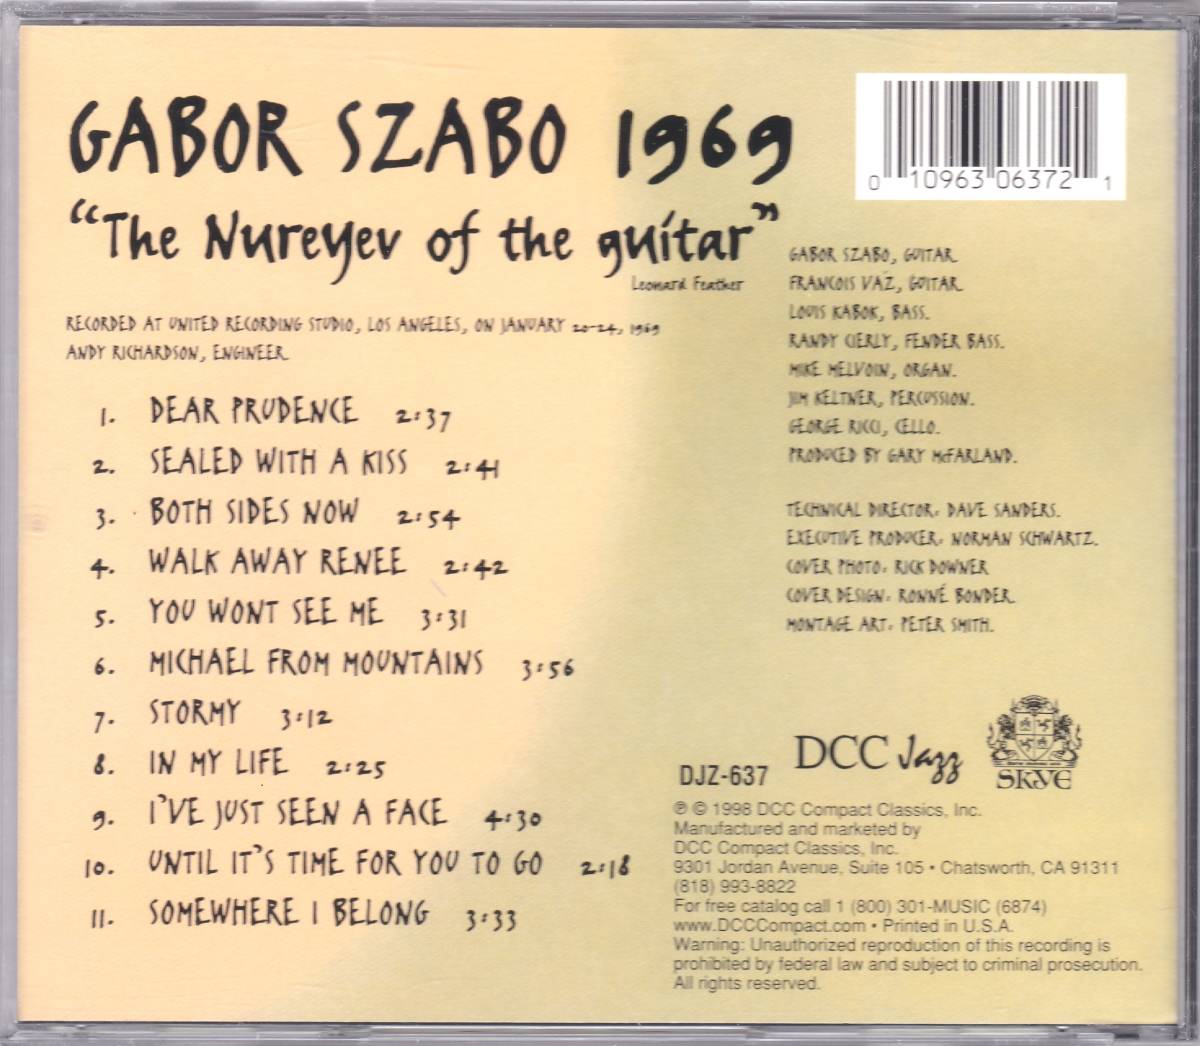 GABOR SZABO 1969
"The Nureyev of the guitar"
Leonard Feather
RECORDED AT UNITED RECORDING STUDIO, LOS ANGELES, ON JANUARY 20-24, 1969
ANDY RICHARDSON, ENGINEER
1. DEAR PRUDENCE 2:37
2. SEALED WITH A KISS 2:41
3. BOTH SIDES NOW 2:54
4. WALK AWAY RENEE 2:42
5. YOU WONT SEE ME 3:31
6. MICHAEL FROM MOUNTAINS 3:56
7. STORMY 3:12
8. IN MY LIFE 2:25
9. I'VE JUST SEEN A FACE 4:30
10. UNTIL IT'S TIME FOR YOU TO GO 2:18
11. SOMEWHERE I BELONG 3:33
0 10963 06372 1
GABOR SZABO, GUITAR
FRANCOIS VAZ, GUITAR
LOUIS KABOK, BASS.
RANDY CIERLY, FENDER BASS.
MIKE MELVOIN, ORGAN.
JIM KELTNER, PERCUSSION.
GEORGE RICCI, CELLO.
PRODUCED BY GARY McFARLAND.
TECHNICAL DIRECTOR: DAVE SANDERS.
EXECUTIVE PRODUCER: NORMAN SCHWARTZ.
COVER PHOTO: RICK DOWNER
COVER DESIGN: RONNÉ BONDER
MONTAGE ART: PETER SMITH.
DJZ-637 DCC Jazz SKYE
℗ © 1998 DCC Compact Classics, Inc.
Manufactured and marketed by
DCC Compact Classics, Inc.
9301 Jordan Avenue, Suite 105 • Chatsworth, CA 91311
(818) 993-8822
For free catalog call 1 (800) 301-MUSIC (6874)
www.DCCCompact.com • Printed in U.S.A.
Warning: Unauthorized reproduction of this recording is
prohibited by federal law and subject to criminal prosecution.
All rights reserved.